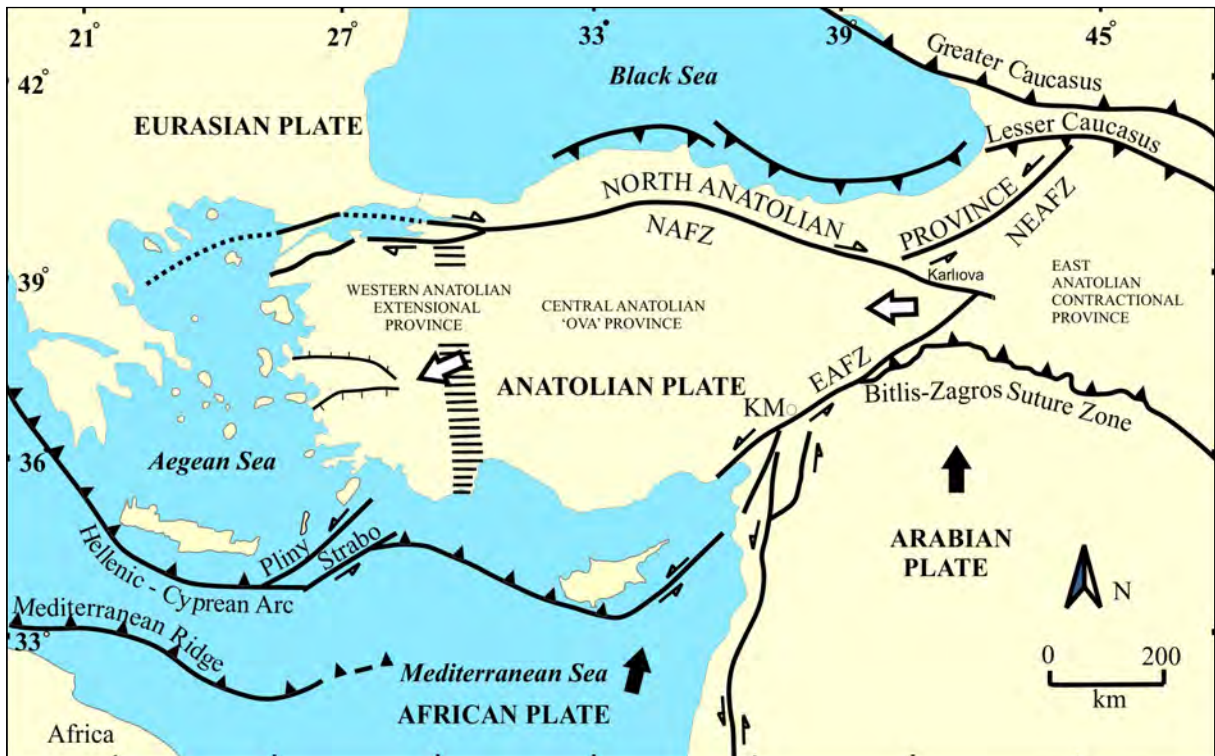 21°
27°
33°
39°
45°
42°
39°
36°
33°
Greater Caucasus
Black Sea
EURASIAN PLATE
Lesser Caucasus
NORTH ANATOLIAN
PROVINCE
NAFZ
NEAFZ
Karlıova
WESTERN ANATOLIAN
EXTENSIONAL
PROVINCE
CENTRAL ANATOLIAN
'OVA' PROVINCE
EAST
ANATOLIAN
CONTRACTIONAL
PROVINCE
EAFZ
ANATOLIAN PLATE
KM
Bitlis-Zagros Suture Zone
Aegean Sea
Pliny
Strabo
Hellenic - Cyprean Arc
ARABIAN
PLATE
N
Mediterranean Ridge
Mediterranean Sea
AFRICAN PLATE
0 200
km
Africa